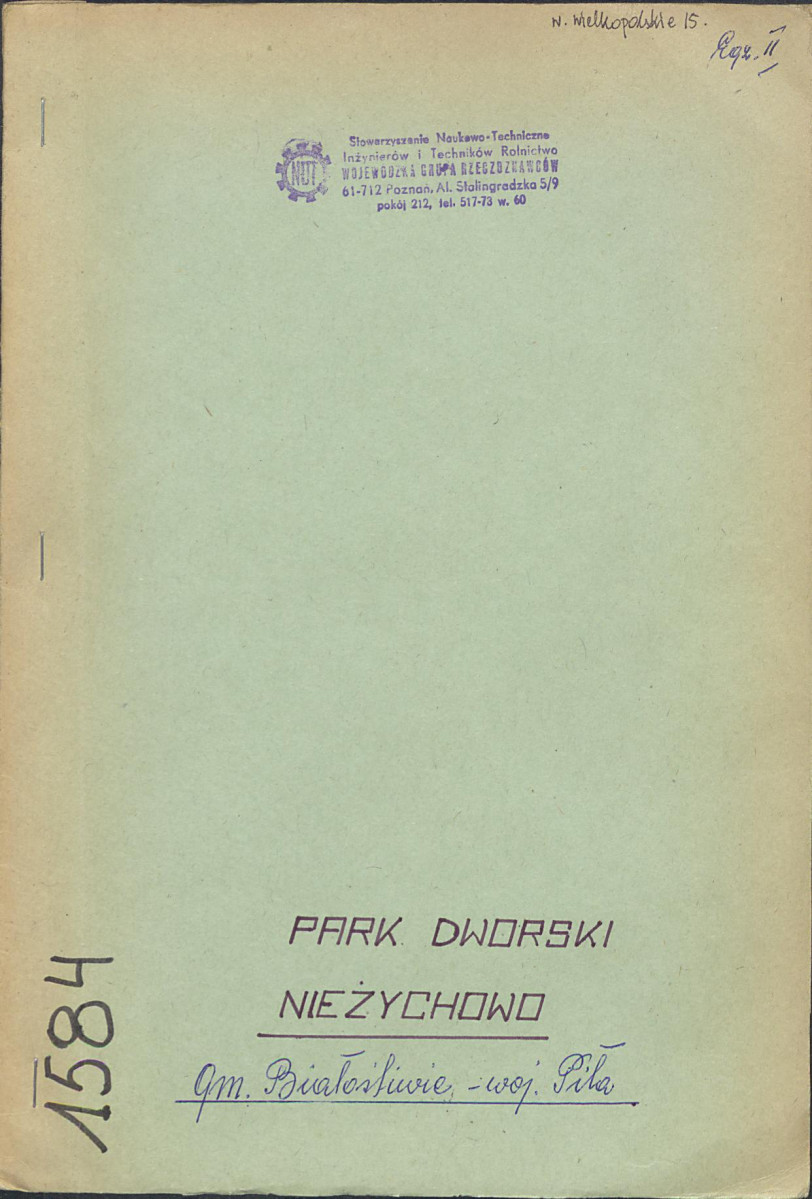 w. wielkopolskie 15.
Egz. II
Stowarzyszenie Naukowo-Techniczne
Inżynierów i Techników Rolnictwa
WOJEWÓDZKA GRUPA RZECZOZNAWCÓW
61-712 Poznań, Al. Stalingradzka 5/9
pokój 212, tel. 517-73 w. 60
NOT
PARK DWORSKI
NIEŻYCHOWO
gm. Białośliwie, - woj. Piła
1584